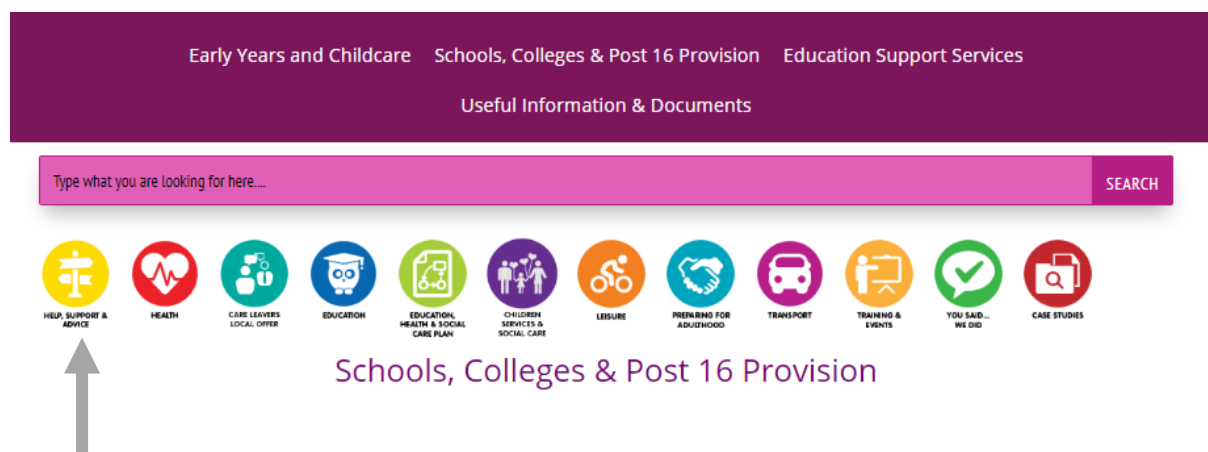 Early Years and Childcare Schools, Colleges & Post 16 Provision Education Support Services
Useful Information & Documents
Type what you are looking for here....
SEARCH
HELP, SUPPORT &
ADVICE
HEALTH
CARE LEAVERS
LOCAL OFFER
EDUCATION
EDUCATION,
HEALTH & SOCIAL
CARE PLAN
CHILDREN
SERVICES &
SOCIAL CARE
LEISURE
PREPARING FOR
ADULTHOOD
TRANSPORT
TRAINING &
EVENTS
YOU SAID...
WE DID
CASE STUDIES
Schools, Colleges & Post 16 Provision